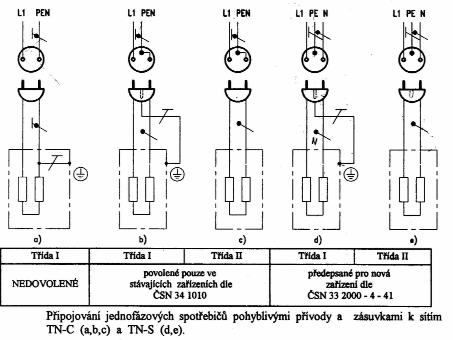 L1 PEN L1 PEN L1 PEN L1 PE N L1 PE N
N
a) b) c) d) e)
Třída I Třída I Třída II Třída I Třída II
NEDOVOLENÉ
povolené pouze ve
stávajících zařízeních dle
ČSN 34 1010
předepsané pro nová
zařízení dle
ČSN 33 2000 - 4 - 41
Připojování jednofázových spotřebičů pohyblivými přívody a zásuvkami k sítím
TN-C (a,b,c) a TN-S (d,e).